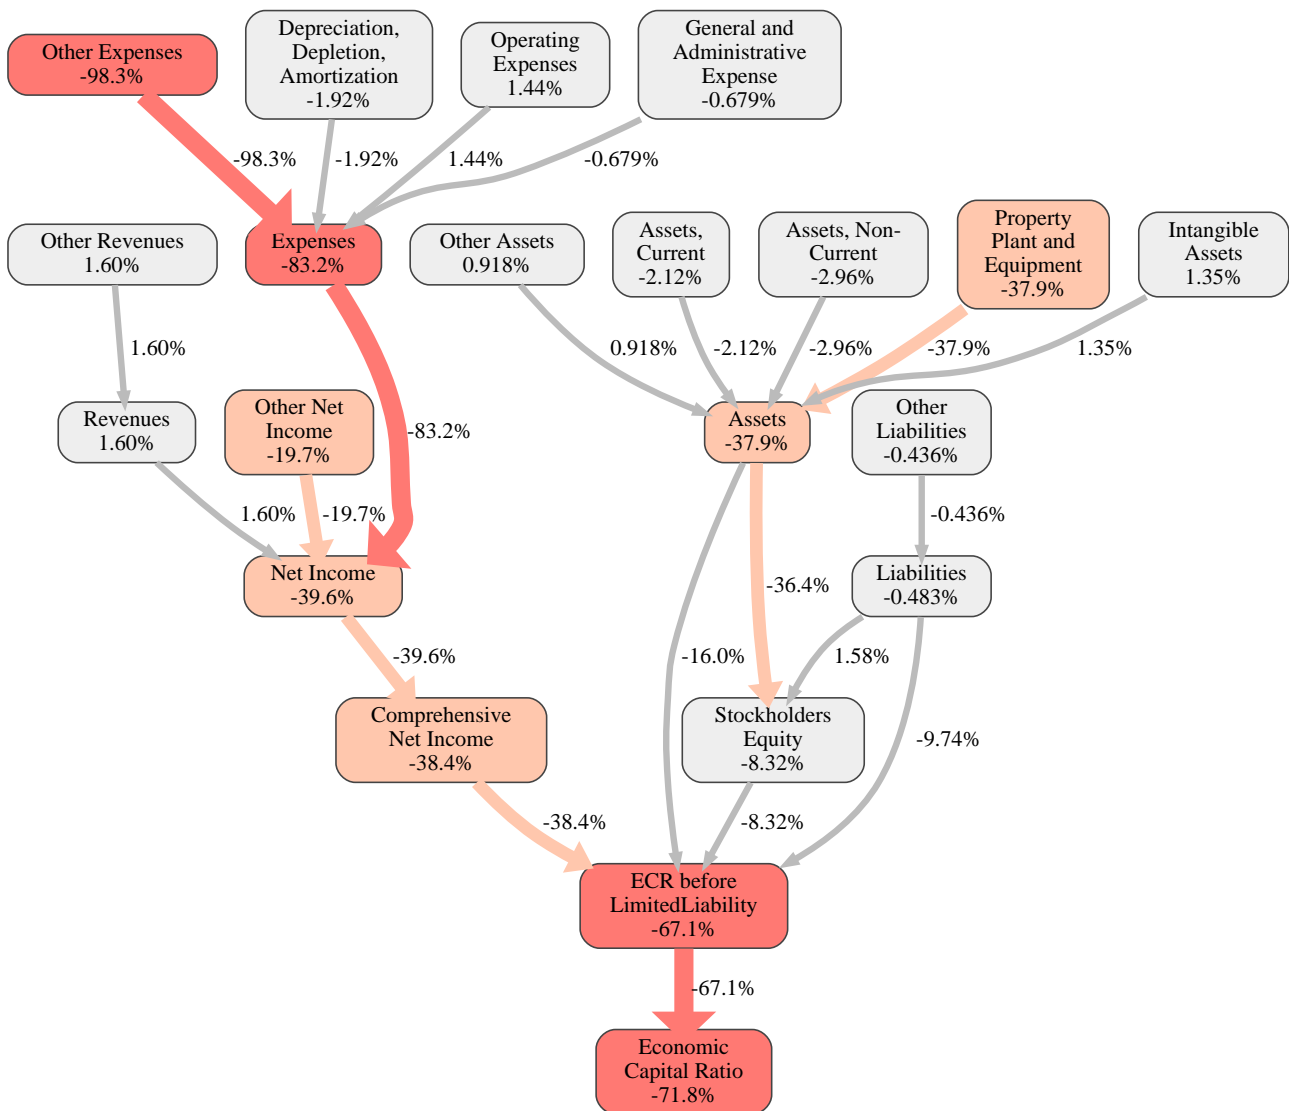 Other Expenses
-98.3%
Depreciation,
Depletion,
Amortization
-1.92%
Operating
Expenses
1.44%
General and
Administrative
Expense
-0.679%
-98.3%
-1.92%
1.44%
-0.679%
Other Revenues
1.60%
Expenses
-83.2%
Other Assets
0.918%
Assets,
Current
-2.12%
Assets, Non-
Current
-2.96%
Property
Plant and
Equipment
-37.9%
Intangible
Assets
1.35%
1.60%
0.918%
-2.12%
-2.96%
-37.9%
1.35%
Revenues
1.60%
Other Net
Income
-19.7%
-83.2%
Assets
-37.9%
Other
Liabilities
-0.436%
1.60%
-19.7%
-0.436%
Net Income
-39.6%
-36.4%
Liabilities
-0.483%
-39.6%
-16.0%
1.58%
Comprehensive
Net Income
-38.4%
Stockholders
Equity
-8.32%
-9.74%
-38.4%
-8.32%
ECR before
LimitedLiability
-67.1%
-67.1%
Economic
Capital Ratio
-71.8%